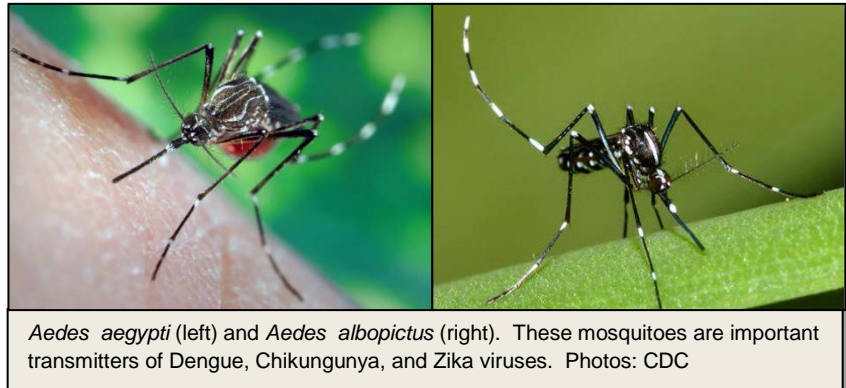 Aedes aegypti (left) and Aedes albopictus (right). These mosquitoes are important
transmitters of Dengue, Chikungunya, and Zika viruses. Photos: CDC